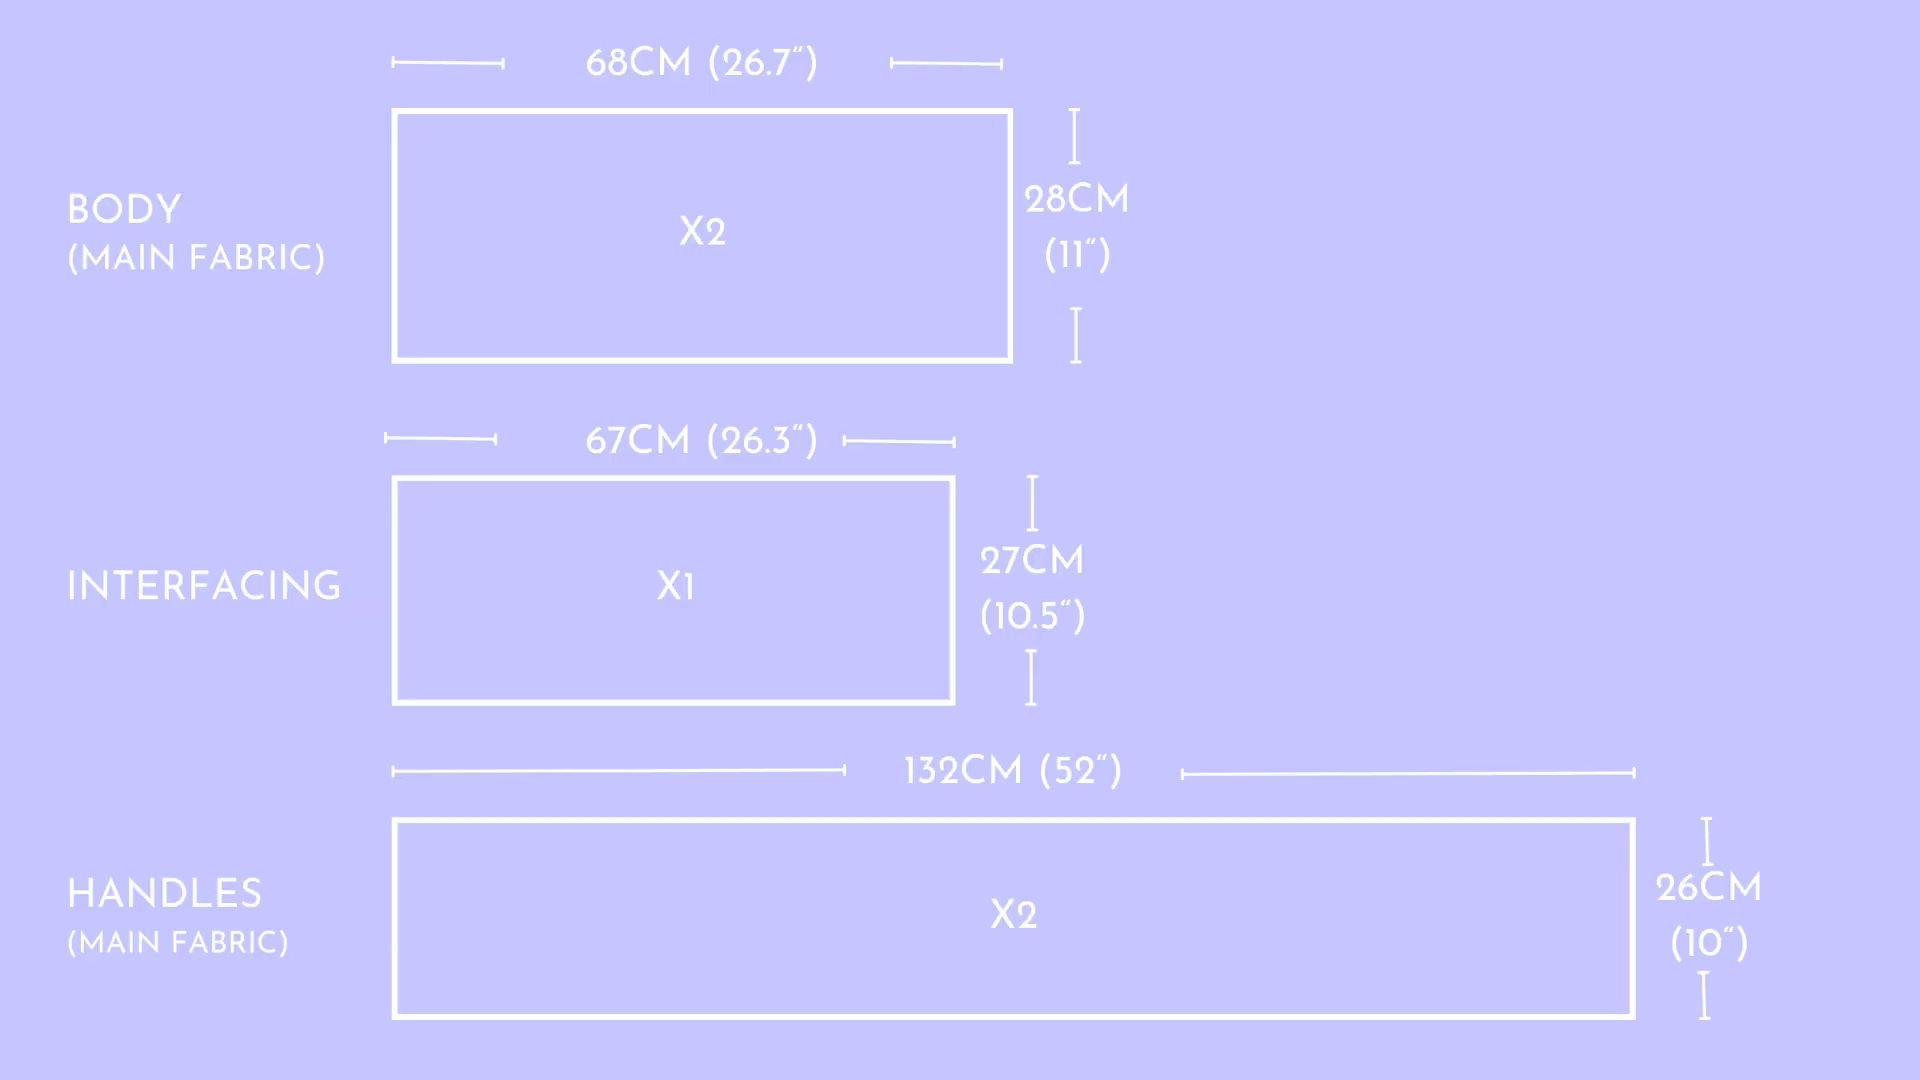 68CM (26.7“)
BODY
(MAIN FABRIC)
X2
28CM
(11“)
67CM (26.3“)
INTERFACING
X1
27CM
(10.5“)
132CM (52“)
HANDLES
(MAIN FABRIC)
X2
26CM
(10“)